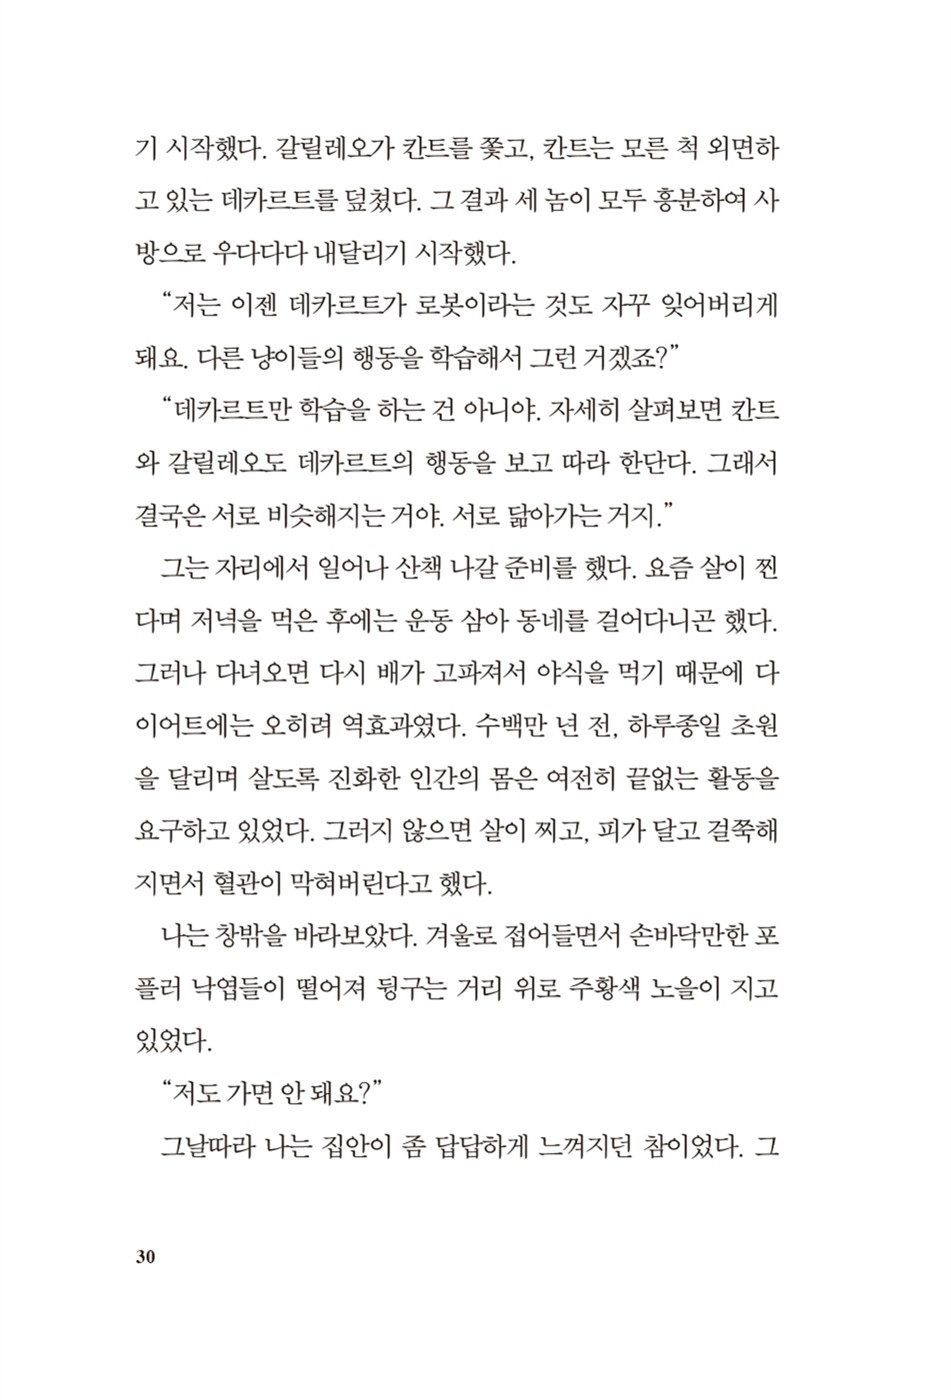 기 시작했다. 갈릴레오가 칸트를 쫓고, 칸트는 모른 척 외면하
고 있는 데카르트를 덮쳤다. 그 결과 세 놈이 모두 흥분하여 사
방으로 우다다다 내달리기 시작했다.
“저는 이젠 데카르트가 로봇이라는 것도 자꾸 잊어버리게
돼요. 다른 냥이들의 행동을 학습해서 그런 거겠죠?”
“데카르트만 학습을 하는 건 아니야. 자세히 살펴보면 칸트
와 갈릴레오도 데카르트의 행동을 보고 따라 한단다. 그래서
결국은 서로 비슷해지는 거야. 서로 닮아가는 거지.”
그는 자리에서 일어나 산책 나갈 준비를 했다. 요즘 살이 찐
다며 저녁을 먹은 후에는 운동 삼아 동네를 걸어다니곤 했다.
그러나 다녀오면 다시 배가 고파져서 야식을 먹기 때문에 다
이어트에는 오히려 역효과였다. 수백만 년 전, 하루종일 초원
을 달리며 살도록 진화한 인간의 몸은 여전히 끝없는 활동을
요구하고 있었다. 그러지 않으면 살이 찌고, 피가 달고 걸쭉해
지면서 혈관이 막혀버린다고 했다.
나는 창밖을 바라보았다. 겨울로 접어들면서 손바닥만한 포
플러 낙엽들이 떨어져 뒹구는 거리 위로 주황색 노을이 지고
있었다.
“저도 가면 안 돼요?”
그날따라 나는 집안이 좀 답답하게 느껴지던 참이었다. 그
30